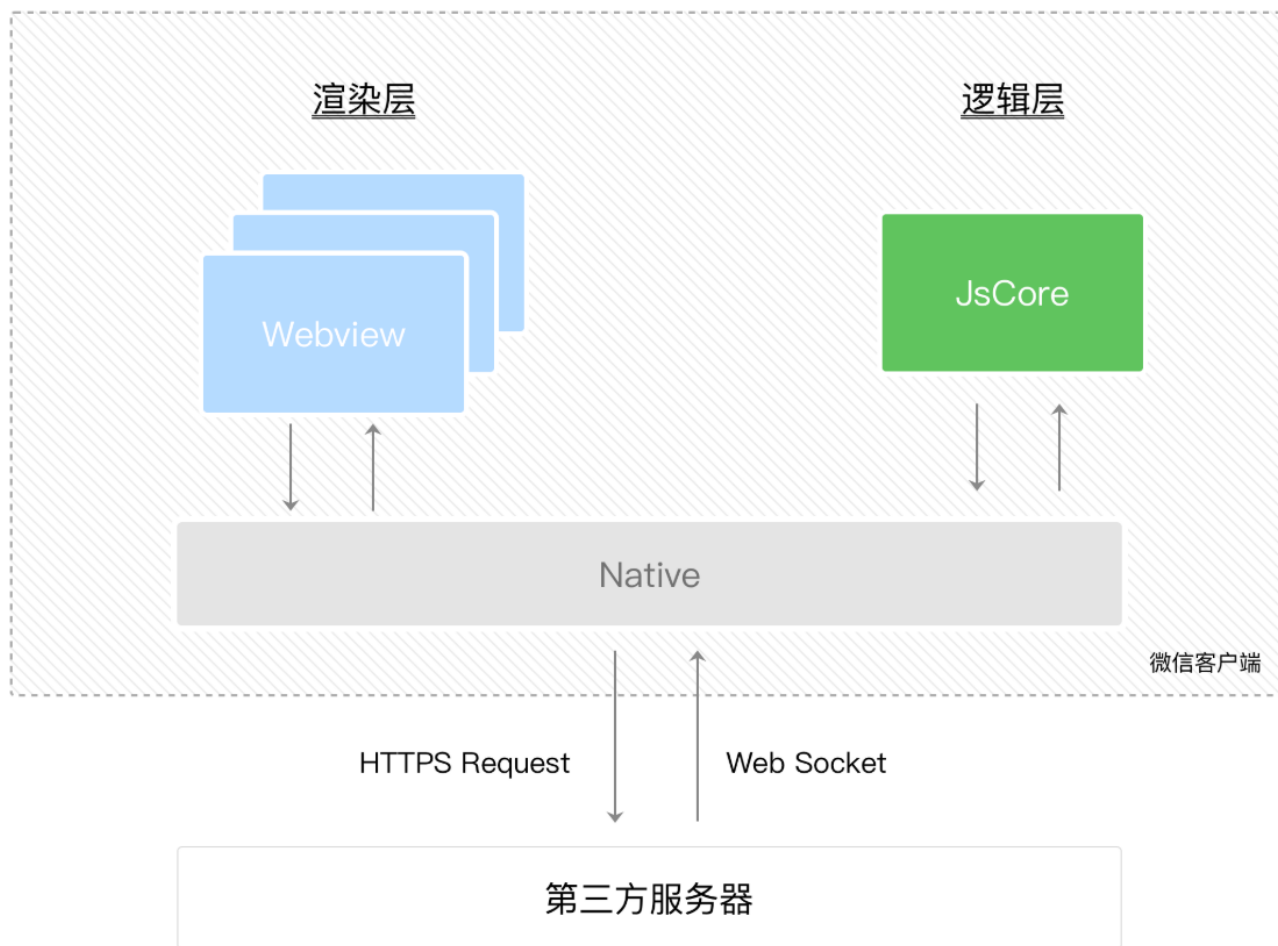 渲染层
逻辑层
Webview
JsCore
Native
微信客户端
HTTPS Request
Web Socket
第三方服务器